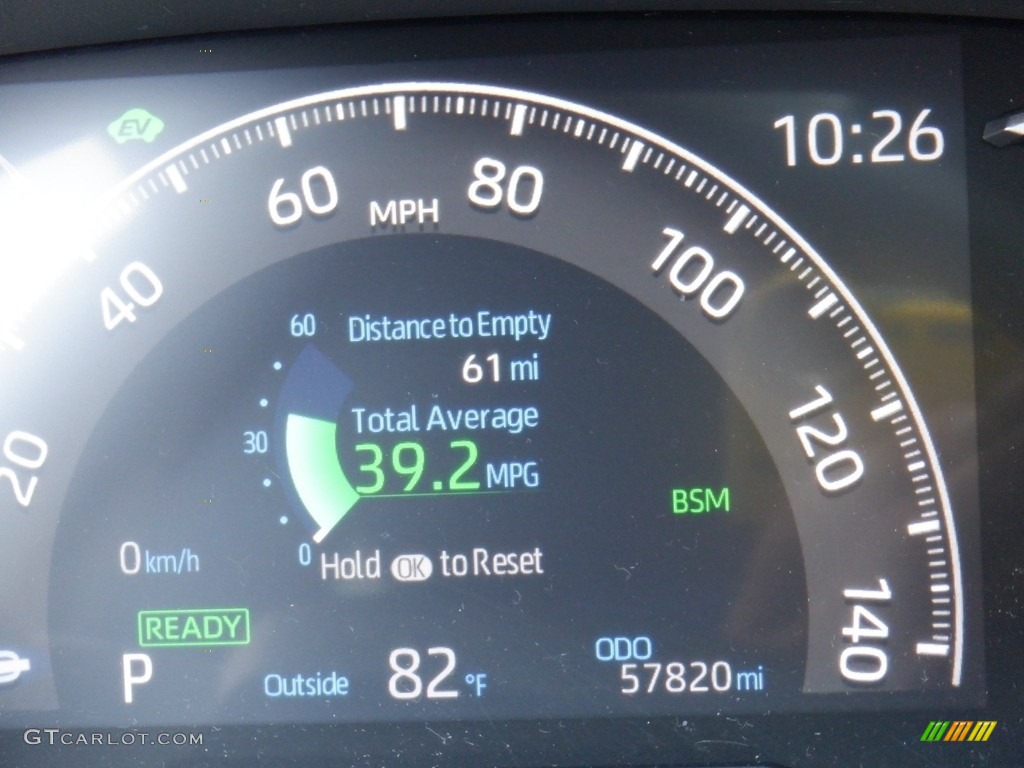 EV
10:26
20
40
60
MPH
80
100
120
140
60
Distance to Empty
61 mi
Total Average
30
39.2 MPG
BSM
0
0 km/h
Hold OK to Reset
READY
P
Outside 82 °F
ODO
57820 mi
GTCARLOT.COM